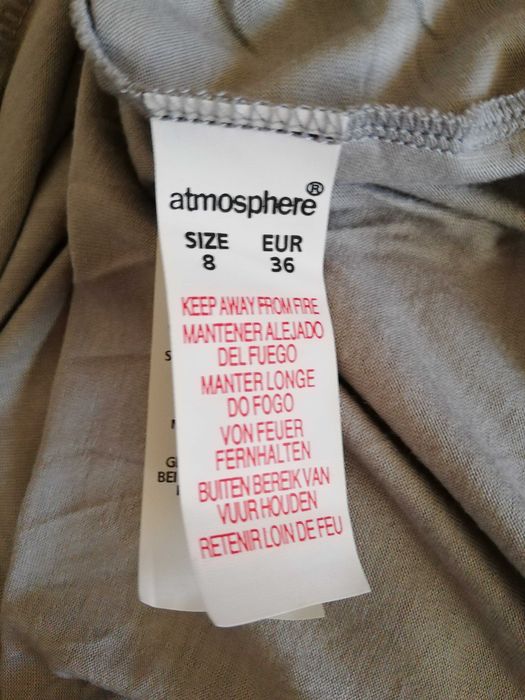 atmosphere®
SIZE EUR
8 36
KEEP AWAY FROM FIRE
MANTENER ALEJADO
DEL FUEGO
MANTER LONGE
DO FOGO
VON FEUER
FERNHALTEN
BUITEN BEREIK VAN
VUUR HOUDEN
RETENIR LOIN DE FEU